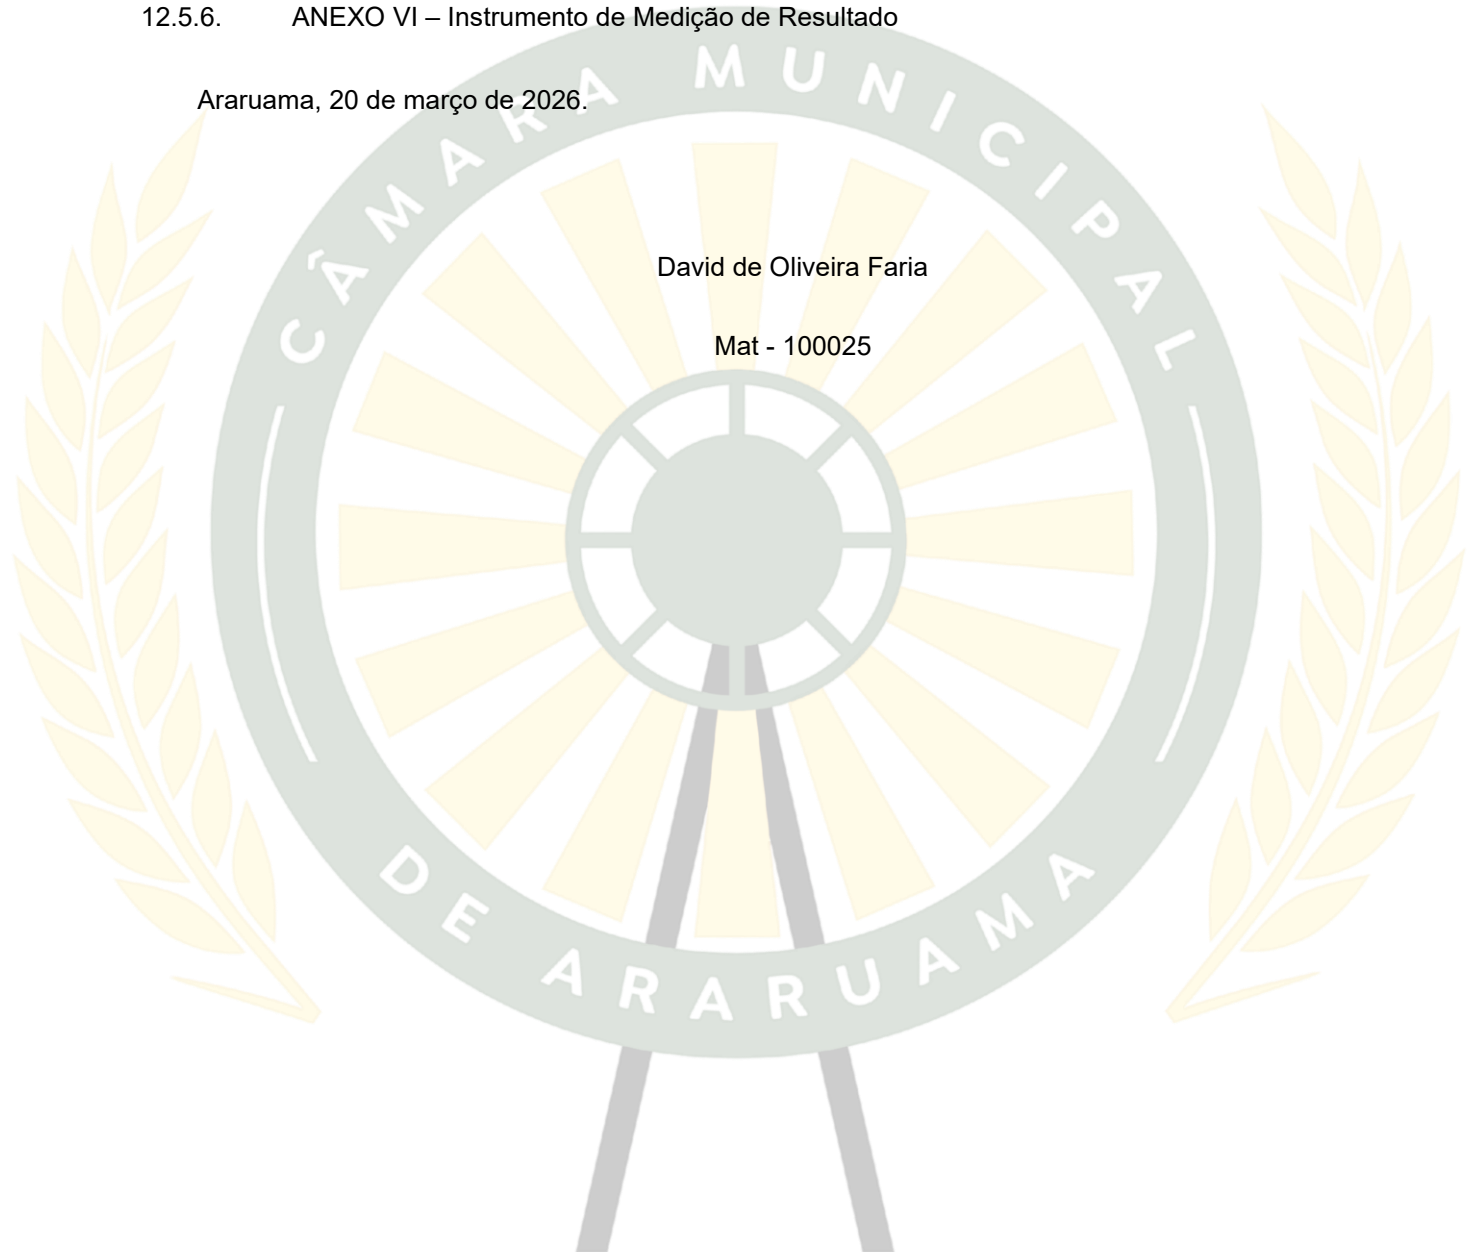 12.5.6. ANEXO VI – Instrumento de Medição de Resultado
Araruama, 20 de março de 2026.
CÂMARA MUNICIPAL
David de Oliveira Faria
Mat - 100025
DE ARARUAMA